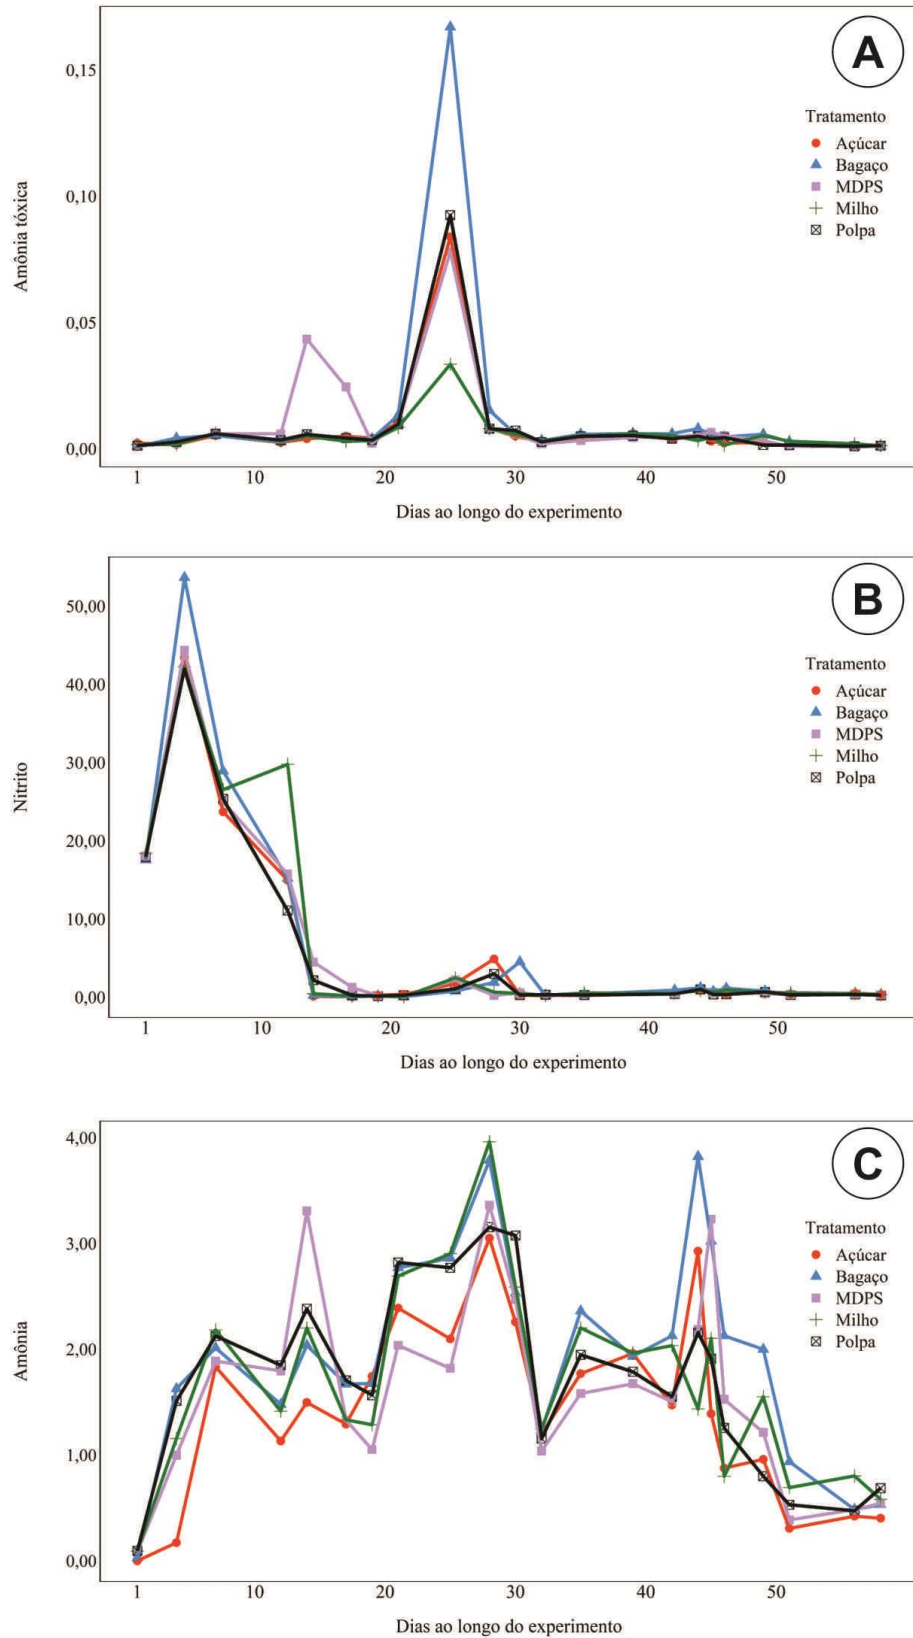 A
0,15
Tratamento
Açúcar
Bagaço
MDPS
Milho
Polpa
0,10
Amônia tóxica
0,05
0,00
1 10 20 30 40 50
Dias ao longo do experimento
B
50,00
40,00
Tratamento
Açúcar
Bagaço
MDPS
Milho
Polpa
30,00
Nitrito
20,00
10,00
0,00
1 10 20 30 40 50
Dias ao longo do experimento
C
4,00
3,00
Tratamento
Açúcar
Bagaço
MDPS
Milho
Polpa
Amônia
2,00
1,00
0,00
1 10 20 30 40 50
Dias ao longo do experimento